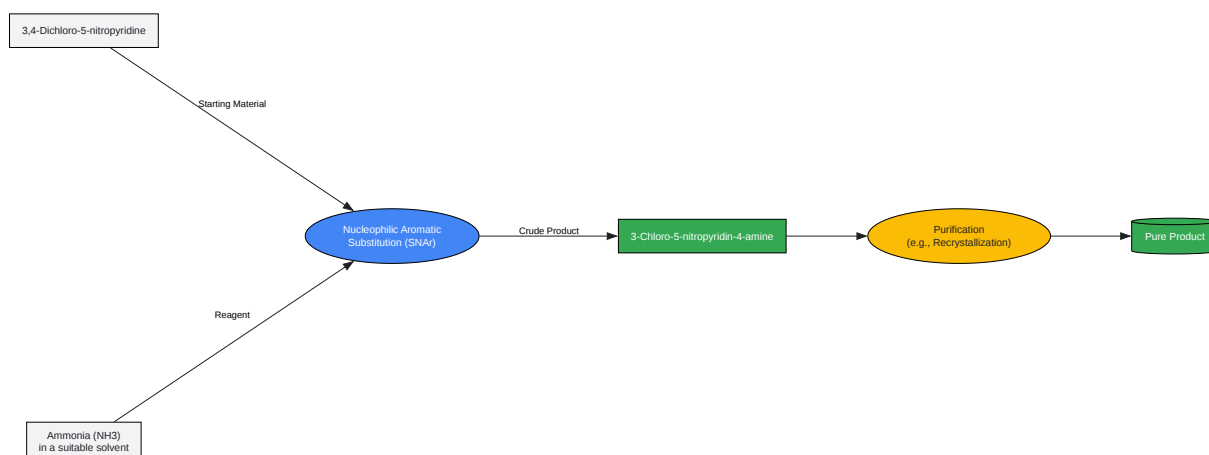 3,4-Dichloro-5-nitropyridine
Starting Material
Nucleophilic Aromatic
Substitution (SNAr)
Crude Product
3-Chloro-5-nitropyridin-4-amine
Purification
(e.g., Recrystallization)
Pure Product
Reagent
Ammonia (NH3)
in a suitable solvent